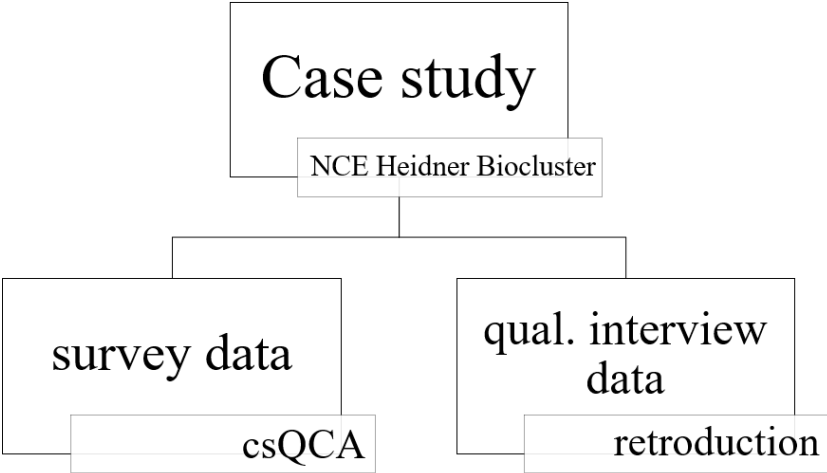 Case study
NCE Heidner Biocluster
survey data
csQCA
qual. interview
data
retroduction